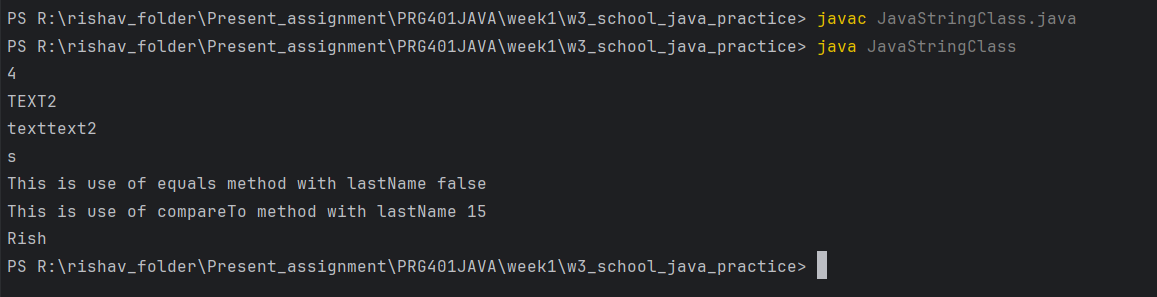 PS R:\rishav_folder\Present_assignment\PRG401JAVA\week1\w3_school_java_practice> javac JavaStringClass.java
PS R:\rishav_folder\Present_assignment\PRG401JAVA\week1\w3_school_java_practice> java JavaStringClass
4
TEXT2
texttext2
s
This is use of equals method with lastName false
This is use of compareTo method with lastName 15
Rish
PS R:\rishav_folder\Present_assignment\PRG401JAVA\week1\w3_school_java_practice>